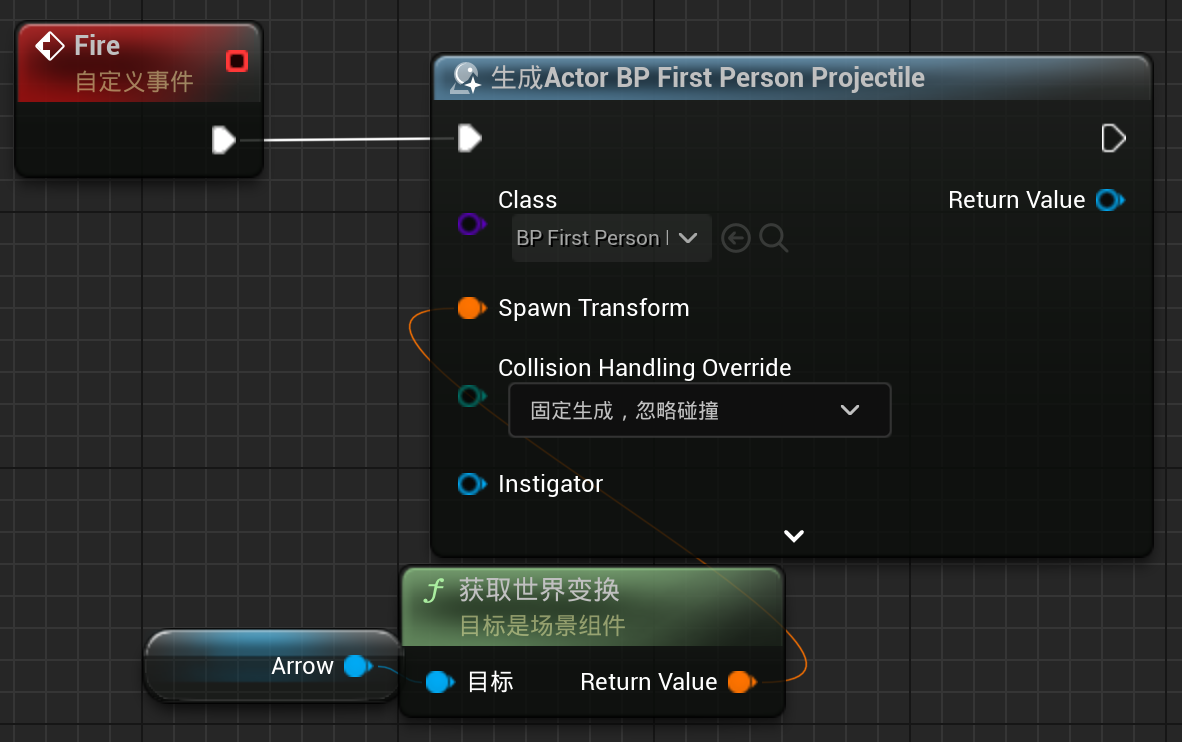 Fire
自定义事件
生成Actor BP First Person Projectile
Class
Return Value
BP First Person
Spawn Transform
Collision Handling Override
固定生成，忽略碰撞
Instigator
f 获取世界变换
目标是场景组件
Arrow
目标
Return Value